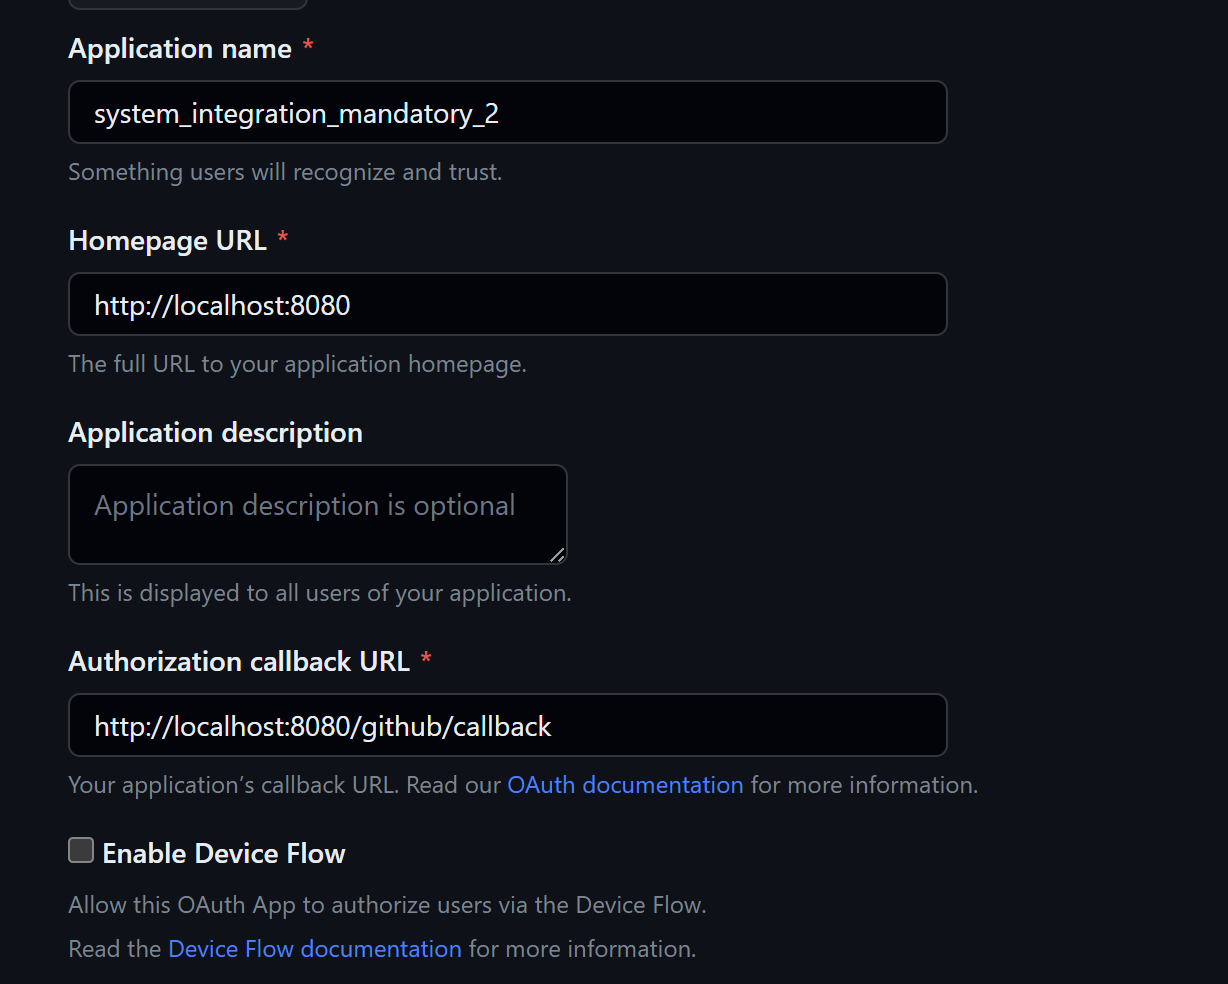 Application name *
system_integration_mandatory_2
Something users will recognize and trust.
Homepage URL *
http://localhost:8080
The full URL to your application homepage.
Application description
Application description is optional
This is displayed to all users of your application.
Authorization callback URL *
http://localhost:8080/github/callback
Your application’s callback URL. Read our OAuth documentation for more information.
Enable Device Flow
Allow this OAuth App to authorize users via the Device Flow.
Read the Device Flow documentation for more information.